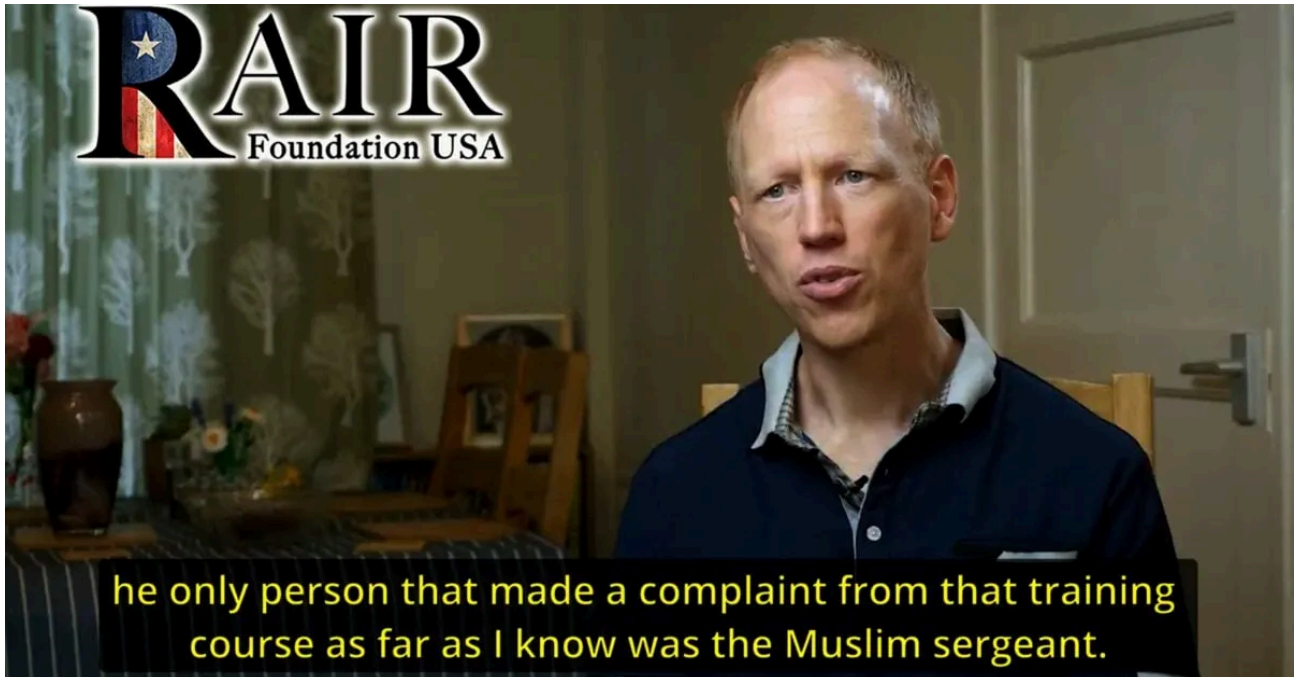 RAIR
Foundation USA
he only person that made a complaint from that training
course as far as I know was the Muslim sergeant.